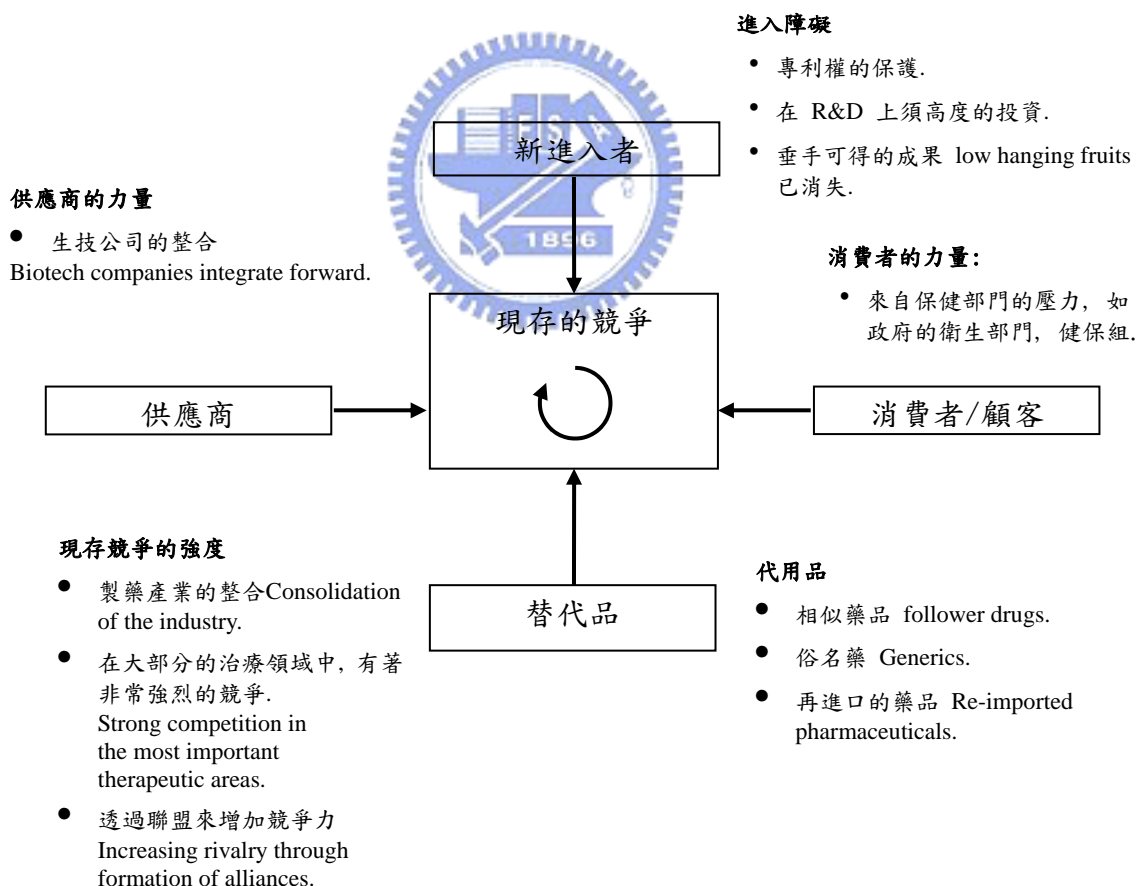 進入障礙
• 專利權的保護.
• 在 R&D 上須高度的投資.
• 垂手可得的成果 low hanging fruits
已消失.
E S A
新進入者
1896
供應商的力量
• 生技公司的整合
Biotech companies integrate forward.
消費者的力量:
• 來自保健部門的壓力, 如
政府的衛生部門, 健保組.
現存的競爭
供應商
消費者/顧客
現存競爭的強度
• 製藥產業的整合Consolidation
of the industry.
• 在大部分的治療領域中, 有著
非常強烈的競爭.
Strong competition in
the most important
therapeutic areas.
• 透過聯盟來增加競爭力
Increasing rivalry through
formation of alliances.
替代品
代用品
• 相似藥品 follower drugs.
• 俗名藥 Generics.
• 再進口的藥品 Re-imported
pharmaceuticals.